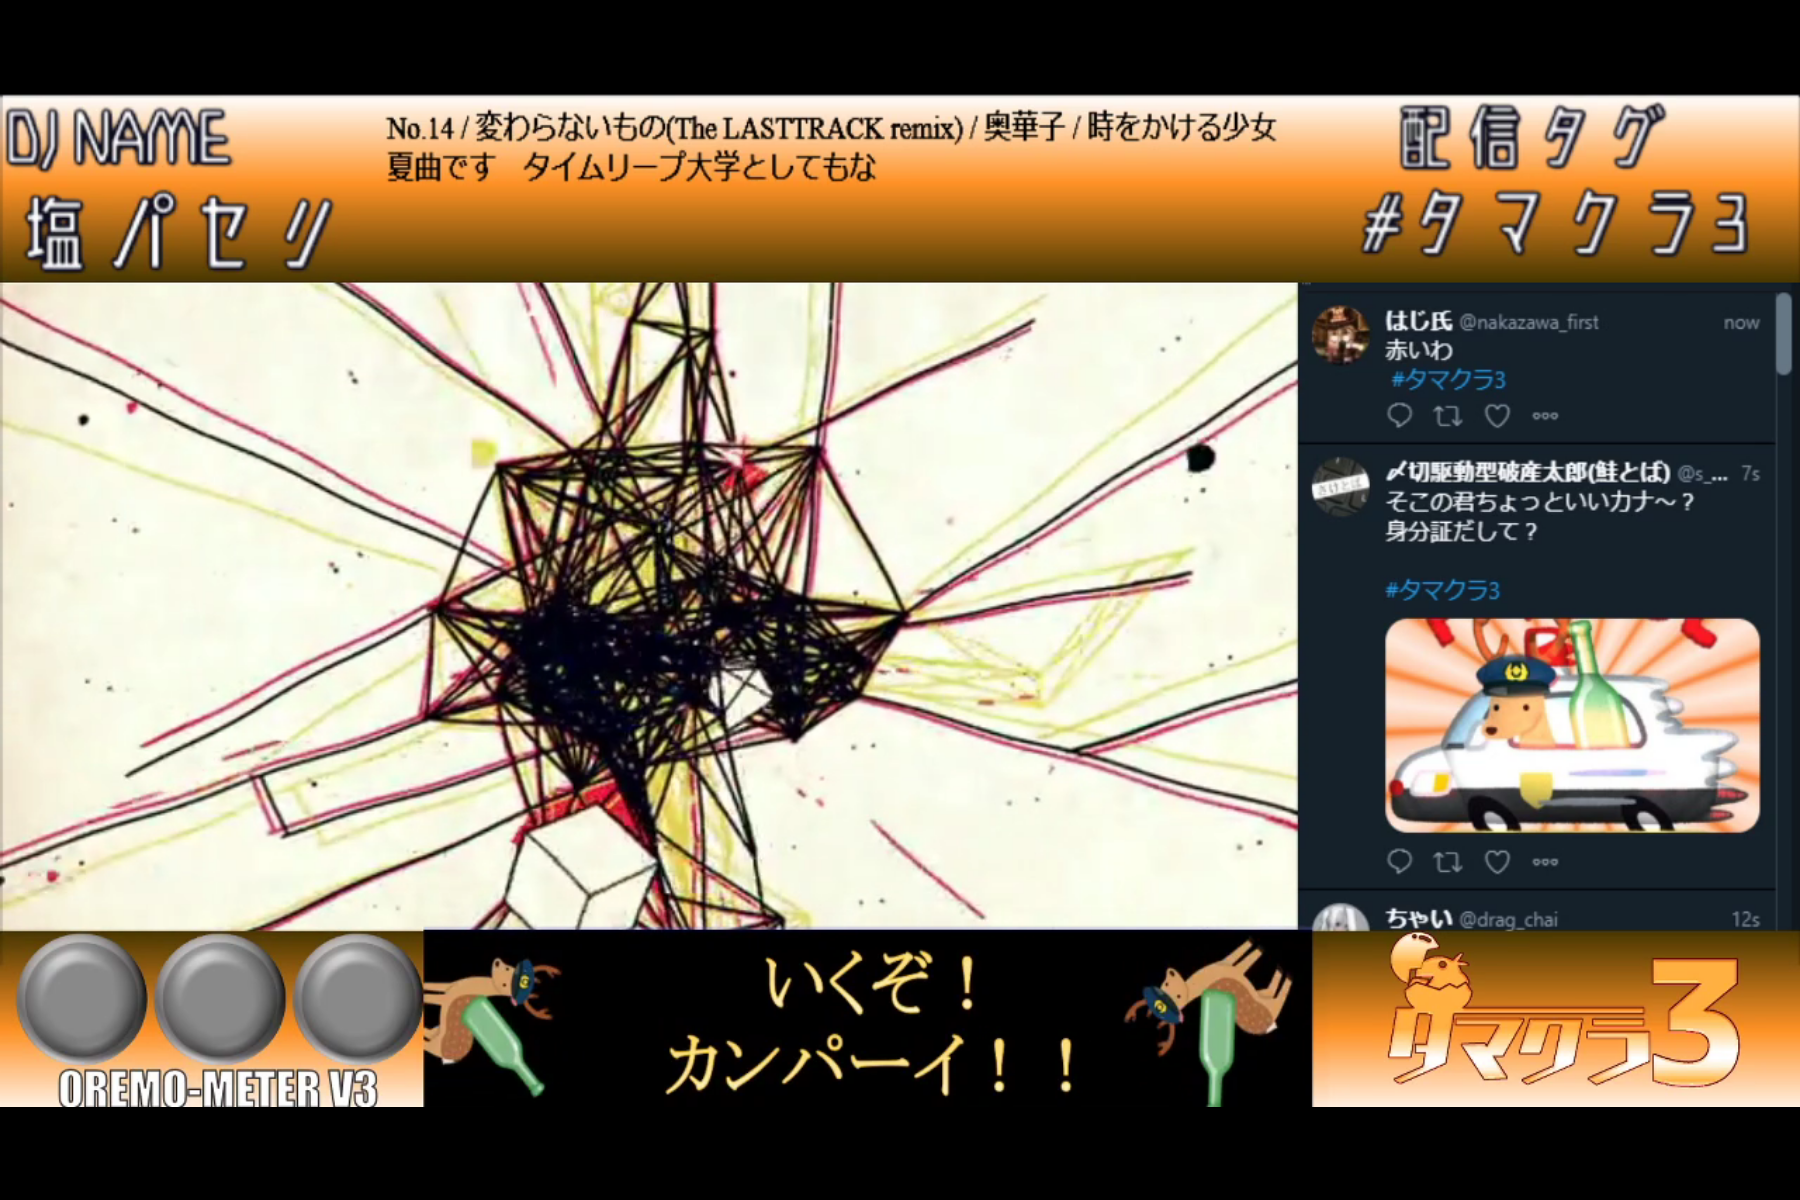 DJ NAME
塩パセリ
No.14 / 変わらないもの(The LASTTRACK remix) / 奥華子 / 時をかける少女
夏曲です　タイムリープ大学としてもな
配信タグ
#タマクラ3
はじ氏 @nakazawa_first now
赤いわ
#タマクラ3
〆切駆動型破産太郎(鮭とば) @s_... 7s
そこの君ちょっといいカナ～？
身分証だして？
#タマクラ3
さけとば
ちゃい @drag_chai 12s
OREMO-METER V3
いくぞ！
カンパーイ！！
タマクラ3